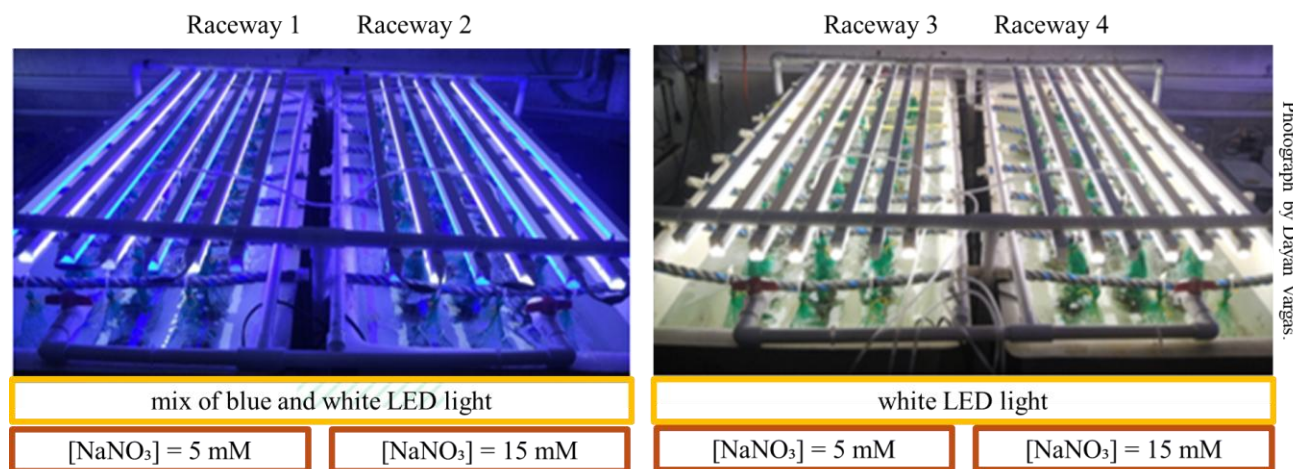 Raceway 1 Raceway 2
Raceway 3 Raceway 4
Photograph by Dayan Vargas.
mix of blue and white LED light
white LED light
[NaNO₃] = 5 mM
[NaNO₃] = 15 mM
[NaNO₃] = 5 mM
[NaNO₃] = 15 mM